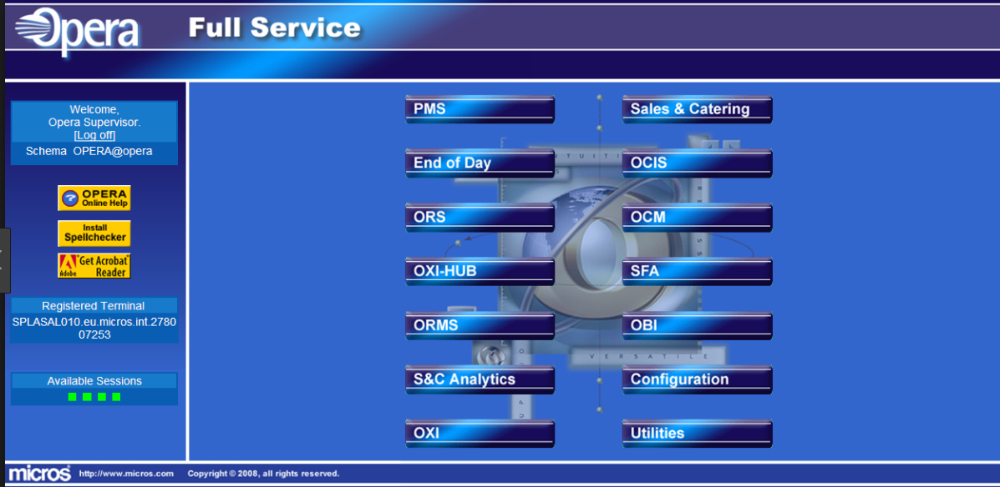 Opera
Full Service
Welcome,
Opera Supervisor.
[Log off]
Schema OPERA@opera
OPERA
Online Help
Install
Spellchecker
Get Acrobat
Adobe Reader
Registered Terminal
SPLASAL010.eu.micros.int.2780
07253
Available Sessions
PMS
Sales & Catering
End of Day
OCIS
ORS
OCM
OXI-HUB
SFA
ORMS
OBI
VERSATILE
S&C Analytics
Configuration
OXI
Utilities
micros http://www.micros.com Copyright © 2008, all rights reserved.